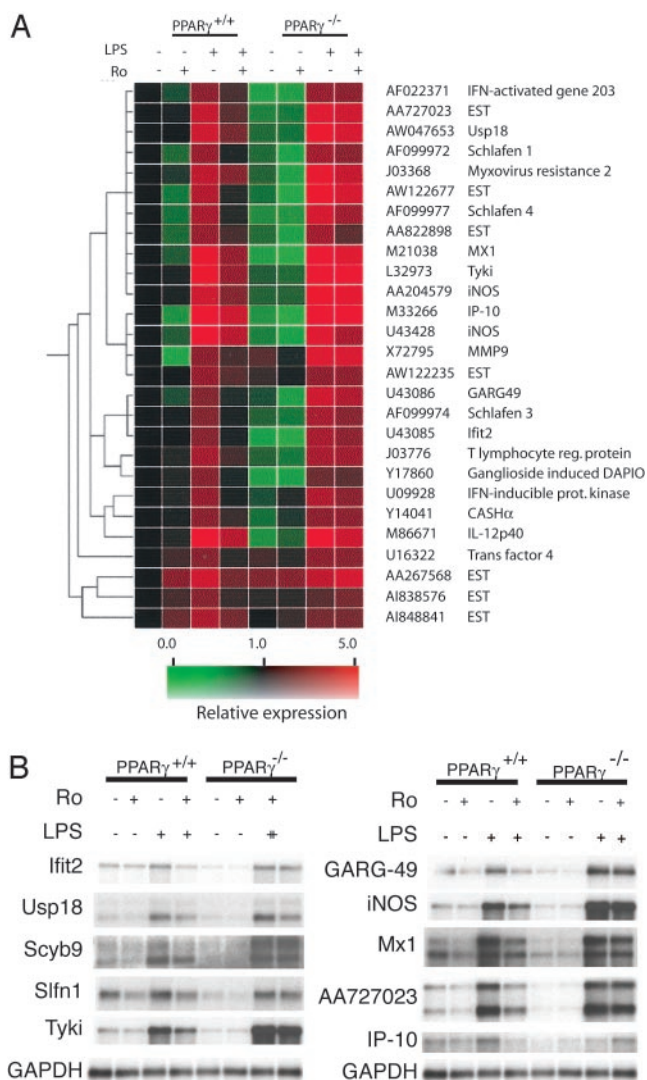 A
PPARγ+/+ PPARγ-/-
LPS - - + + - - + +
Ro - + - + - + - +
AF022371 IFN-activated gene 203
AA727023 EST
AW047653 Usp18
AF099972 Schlafen 1
J03368 Myxovirus resistance 2
AW122677 EST
AF099977 Schlafen 4
AA822898 EST
M21038 MX1
L32973 Tyki
AA204579 iNOS
M33266 IP-10
U43428 iNOS
X72795 MMP9
AW122235 EST
U43086 GARG49
AF099974 Schlafen 3
U43085 Ifit2
J03776 T lymphocyte reg. protein
Y17860 Ganglioside induced DAPIO
U09928 IFN-inducible prot. kinase
Y14041 CASHα
M86671 IL-12p40
U16322 Trans factor 4
AA267568 EST
AI838576 EST
AI848841 EST
0.0 1.0 5.0
Relative expression
B
PPARγ+/+ PPARγ-/-
Ro - + - + - + +
LPS - - + + - - ++
Ifit2
Usp18
Scyb9
Slfn1
Tyki
GAPDH
PPARγ+/+ PPARγ-/-
Ro - + - + - + - +
LPS - - + + - - + +
GARG-49
iNOS
Mx1
AA727023
IP-10
GAPDH